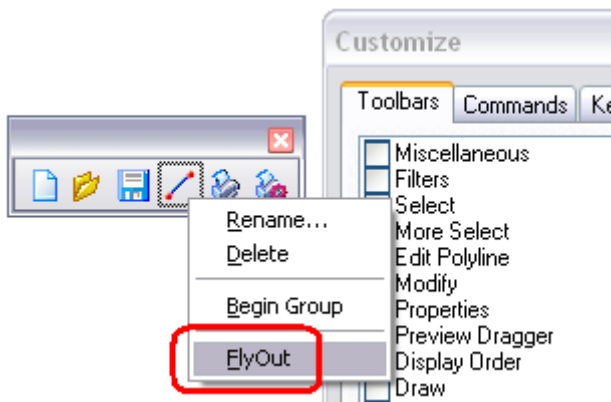 Customize
Toolbars Commands Ke
Miscellaneous
Filters
Select
More Select
Edit Polyline
Modify
Properties
Preview Dragger
Display Order
Draw
Rename...
Delete
Begin Group
FlyOut